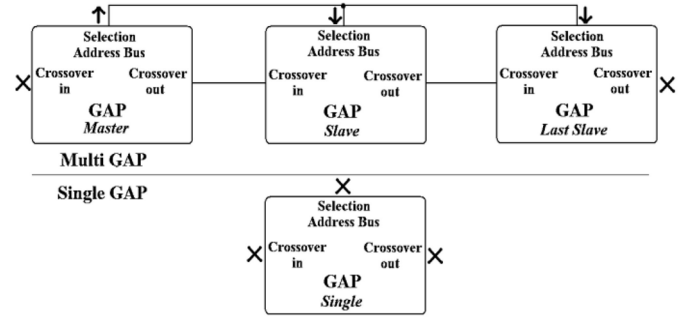 Selection
Address Bus
Crossover in
Crossover out
GAP
Master
Selection
Address Bus
Crossover in
Crossover out
GAP
Slave
Selection
Address Bus
Crossover in
Crossover out
GAP
Last Slave
Multi GAP
Single GAP
Selection
Address Bus
Crossover in
Crossover out
GAP
Single